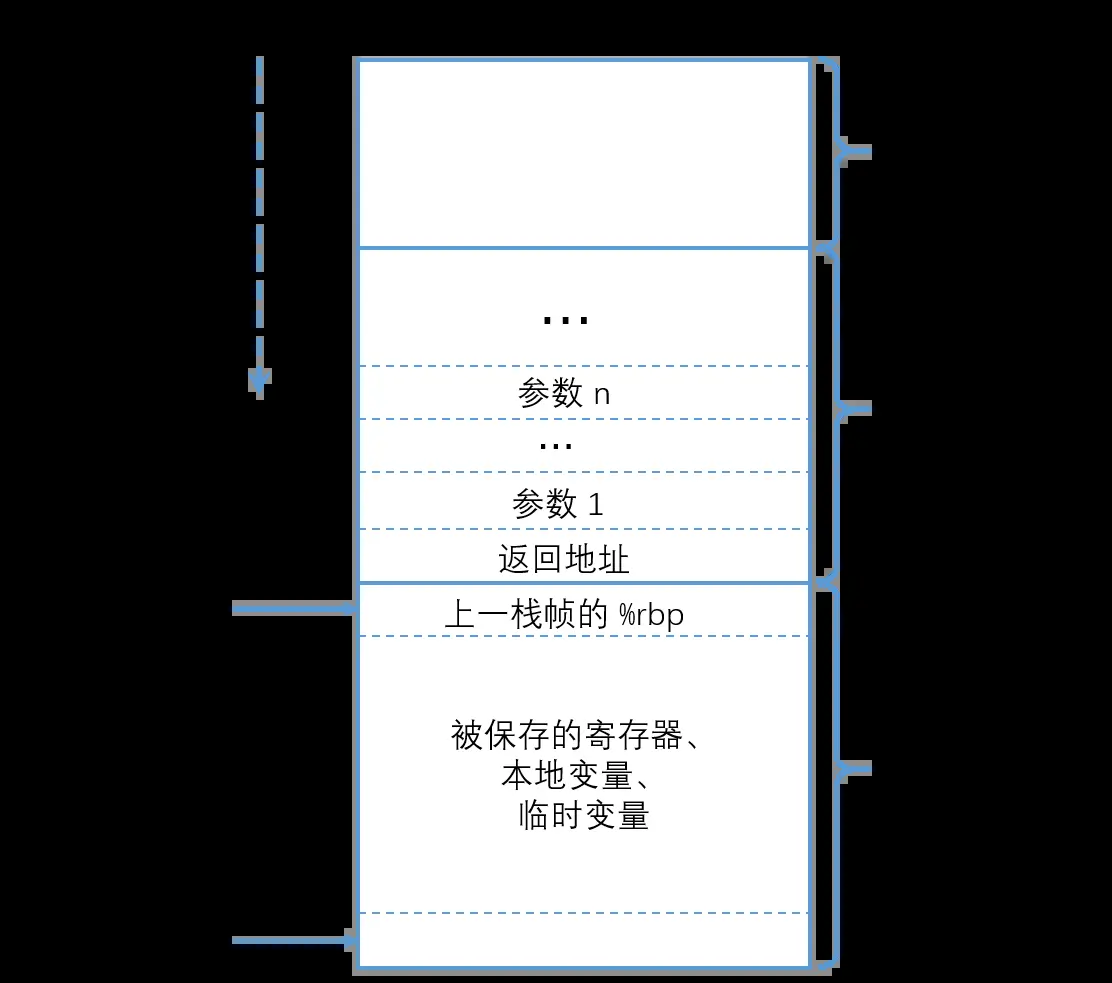 ...
参数 n
...
参数 1
返回地址
上一栈帧的 %rbp
被保存的寄存器、
本地变量、
临时变量